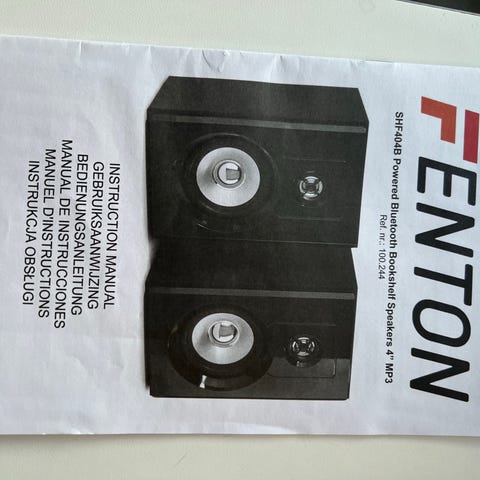 FENTON
SHF404B Powered Bluetooth Bookshelf Speakers 4" MP3
Ref. nr.: 100.244
INSTRUCTION MANUAL
GEBRUIKSAANWIJZING
BEDIENUNGSANLEITUNG
MANUAL DE INSTRUCCIONES
MANUEL D'INSTRUCTIONS
INSTRUKCJA OBSŁUGI